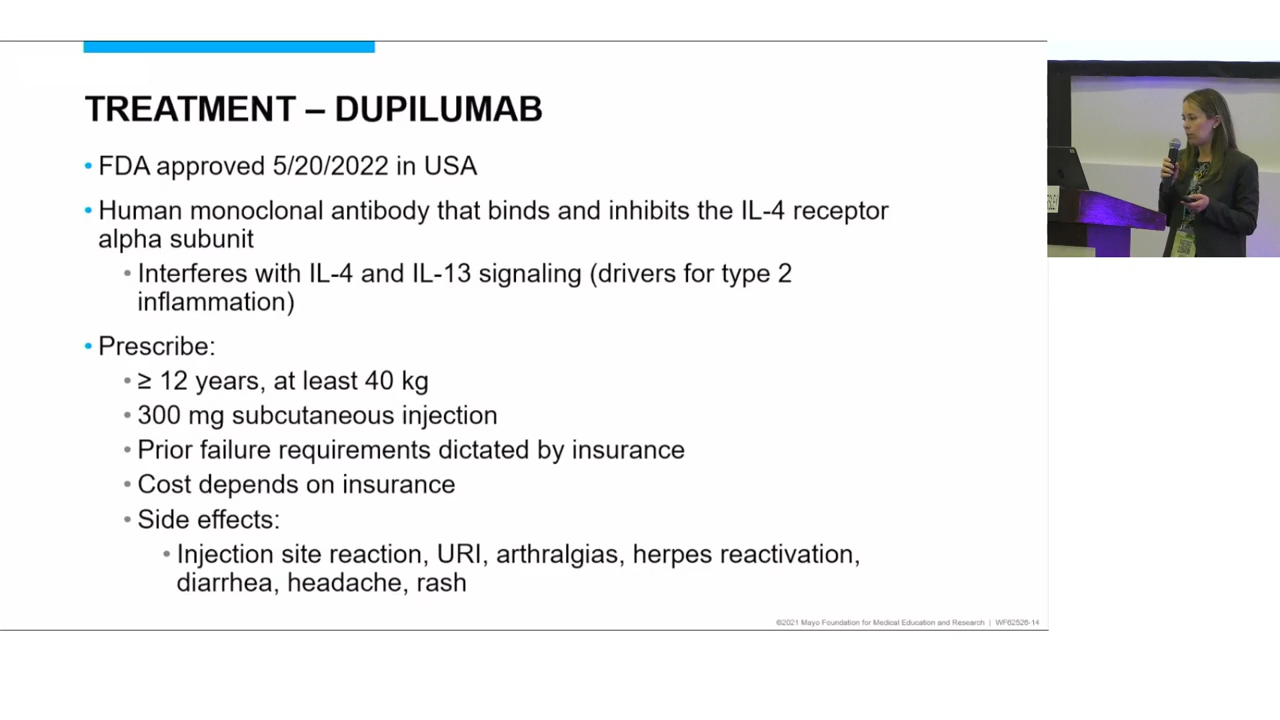 TREATMENT – DUPILUMAB
• FDA approved 5/20/2022 in USA
• Human monoclonal antibody that binds and inhibits the IL-4 receptor
alpha subunit
• Interferes with IL-4 and IL-13 signaling (drivers for type 2
inflammation)
• Prescribe:
• ≥ 12 years, at least 40 kg
• 300 mg subcutaneous injection
• Prior failure requirements dictated by insurance
• Cost depends on insurance
• Side effects:
• Injection site reaction, URI, arthralgias, herpes reactivation,
diarrhea, headache, rash
©2021 Mayo Foundation for Medical Education and Research | WF62526-14